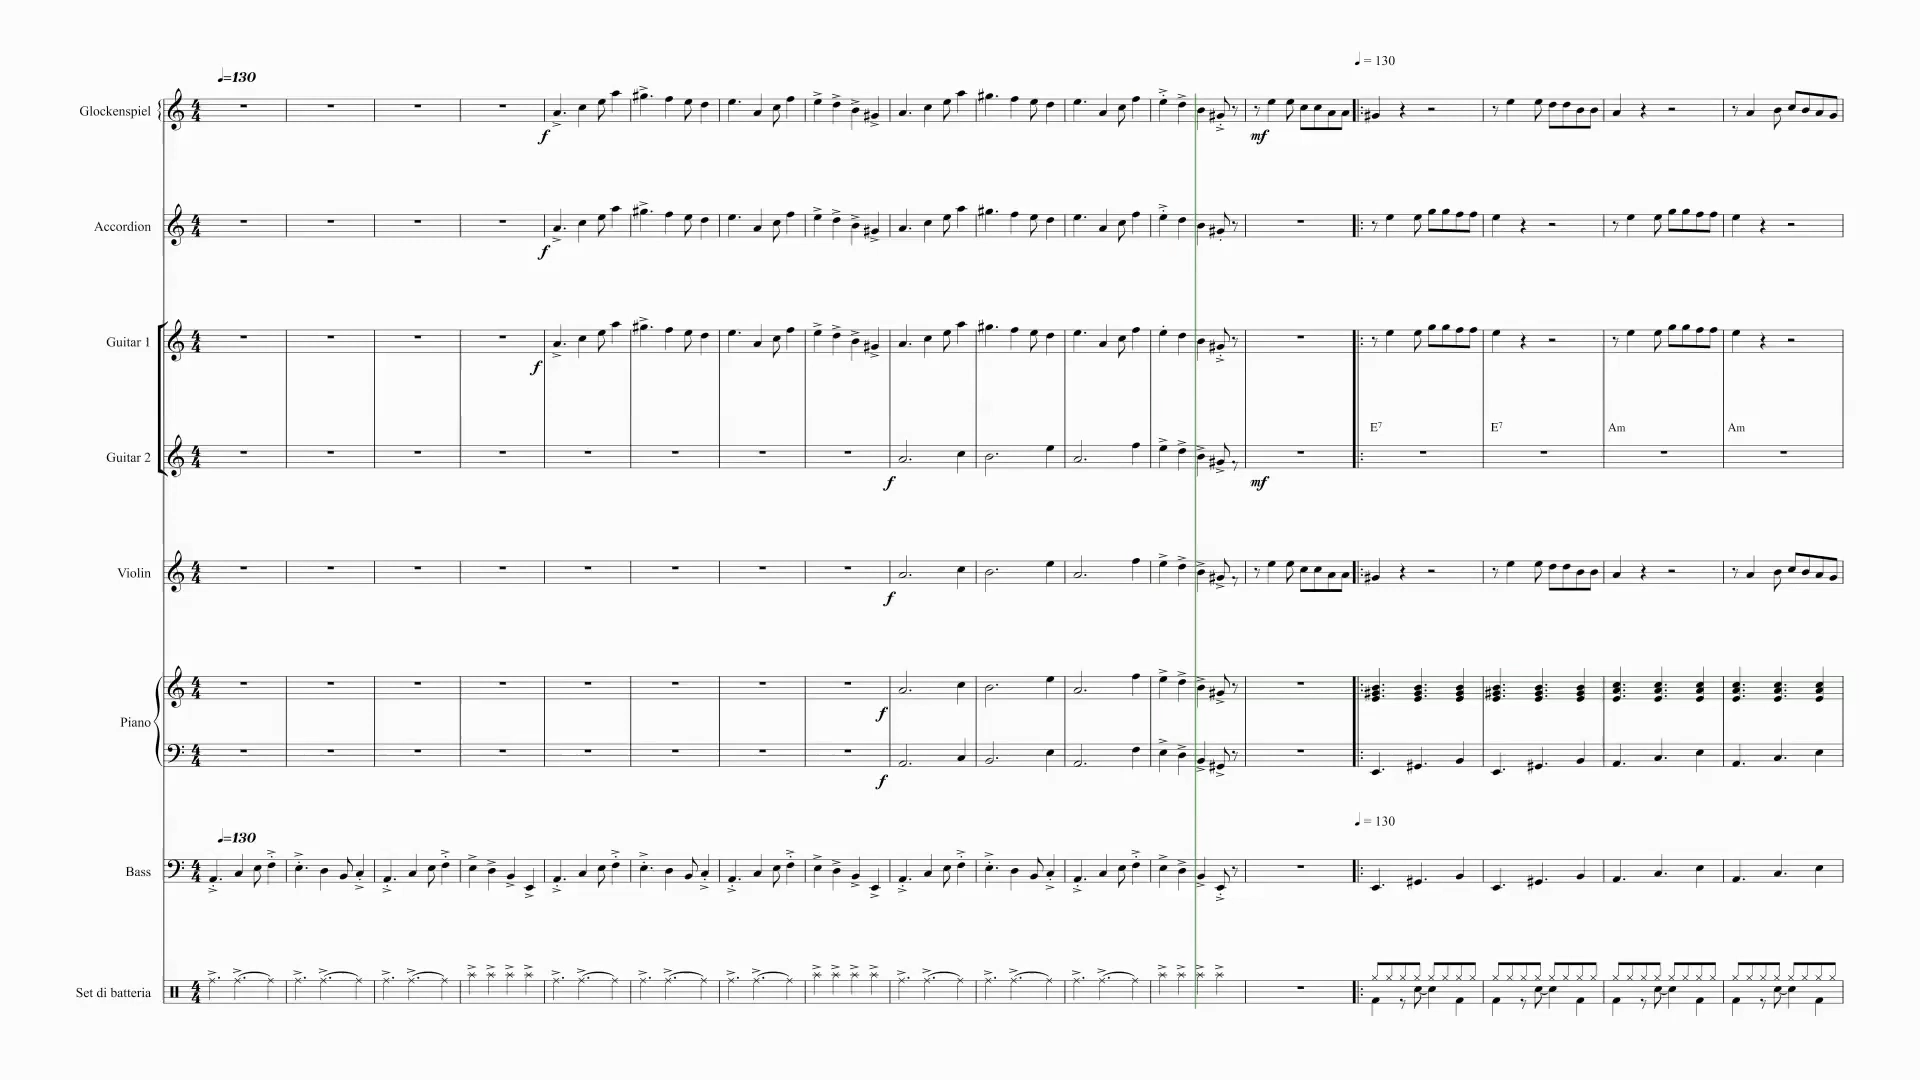 ♩=130
♩ = 130
Glockenspiel
f
mf
Accordion
f
Guitar 1
f
E7 E7 Am Am
Guitar 2
f
mf
Violin
f
f
Piano
f
♩=130
♩ = 130
Bass
Set di batteria